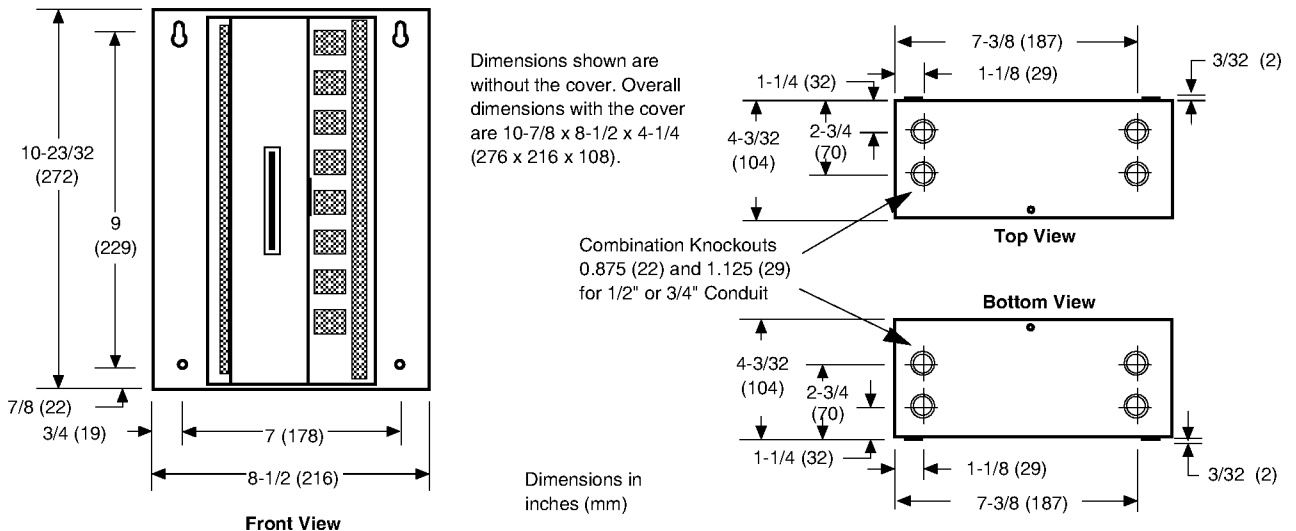 10-23/32
(272)
9
(229)
7/8 (22)
3/4 (19)
7 (178)
8-1/2 (216)
Front View
Dimensions shown are
without the cover. Overall
dimensions with the cover
are 10-7/8 x 8-1/2 x 4-1/4
(276 x 216 x 108).
Combination Knockouts
0.875 (22) and 1.125 (29)
for 1/2" or 3/4" Conduit
Dimensions in
inches (mm)
7-3/8 (187)
3/32 (2)
1-1/4 (32)
1-1/8 (29)
4-3/32
(104)
2-3/4
(70)
Top View
Bottom View
4-3/32
(104)
2-3/4
(70)
1-1/4 (32)
1-1/8 (29)
3/32 (2)
7-3/8 (187)